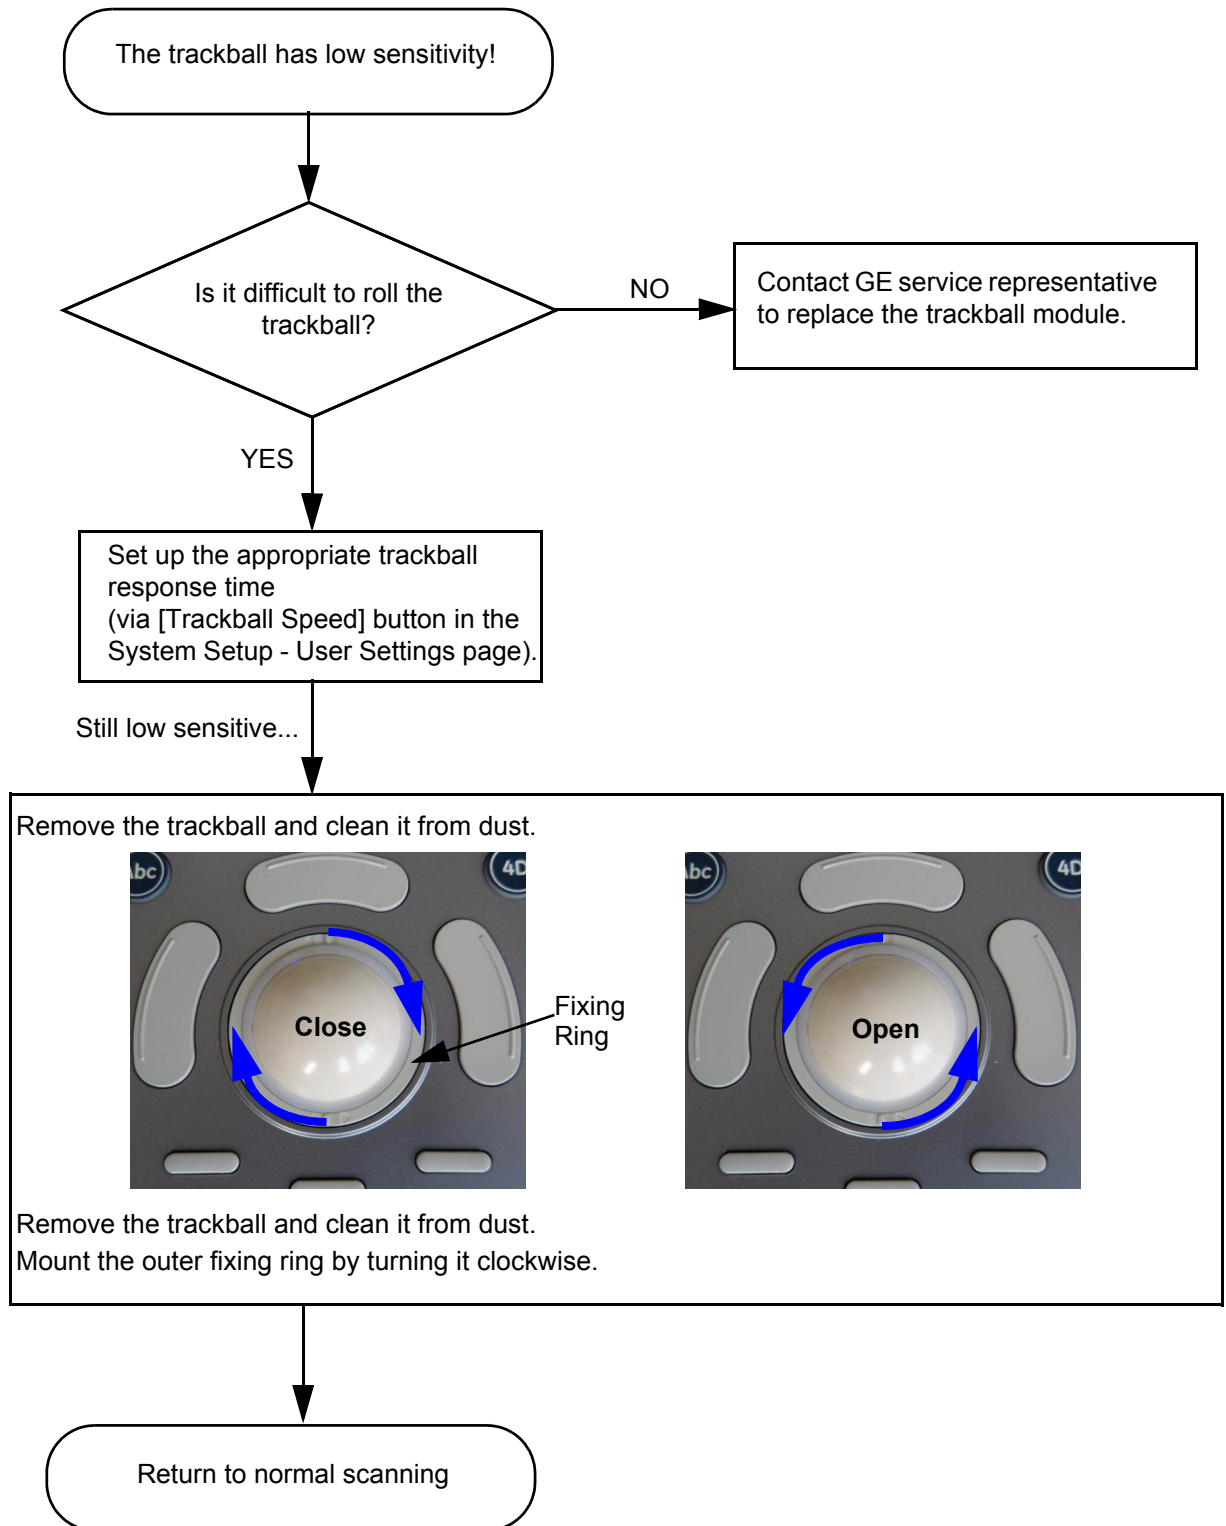 The trackball has low sensitivity!
Is it difficult to roll the
trackball?
NO
Contact GE service representative
to replace the trackball module.
YES
Set up the appropriate trackball
response time
(via [Trackball Speed] button in the
System Setup - User Settings page).
Still low sensitive...
Remove the trackball and clean it from dust.
bc
4D
bc
4D
Close
Fixing
Ring
Open
Remove the trackball and clean it from dust.
Mount the outer fixing ring by turning it clockwise.
Return to normal scanning